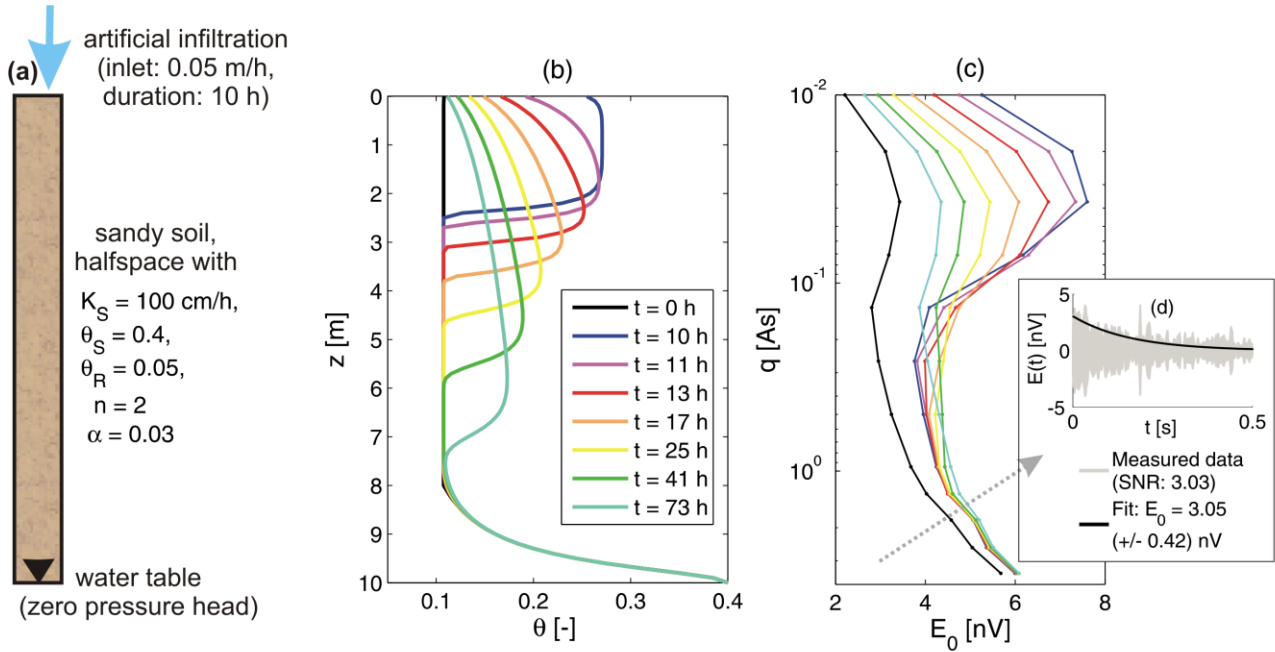 (a)
artificial infiltration
(inlet: 0.05 m/h,
duration: 10 h)
sandy soil,
halfspace with
K_S = 100 cm/h,
θ_S = 0.4,
θ_R = 0.05,
n = 2
α = 0.03
water table
(zero pressure head)
(b)
0
1
2
3
4
5
6
7
8
9
10
z [m]
0.1
0.2
0.3
0.4
θ [-]
t = 0 h
t = 10 h
t = 11 h
t = 13 h
t = 17 h
t = 25 h
t = 41 h
t = 73 h
(c)
10^-2
10^-1
10^0
q [As]
2
4
6
8
E_0 [nV]
(d)
5
0
-5
E(t) [nV]
0
0.5
t [s]
Measured data
(SNR: 3.03)
Fit: E_0 = 3.05
(+/- 0.42) nV